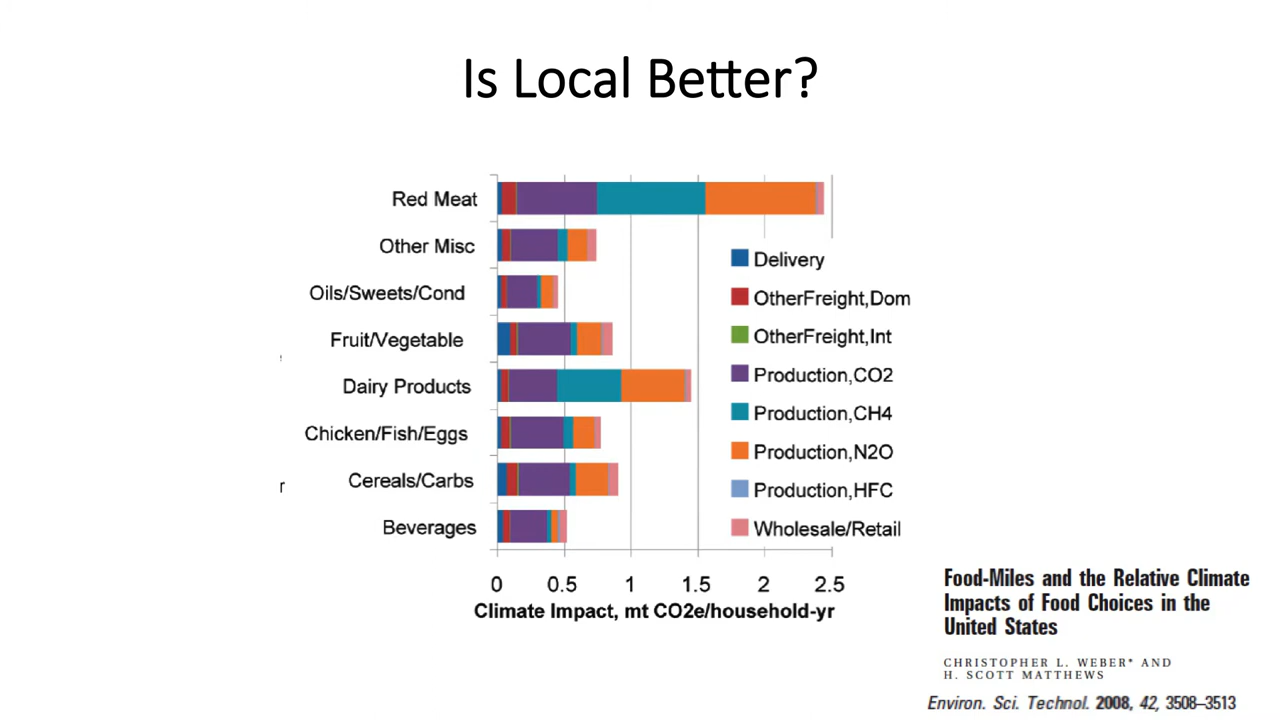 Is Local Better?
Red Meat
Other Misc
Oils/Sweets/Cond
Fruit/Vegetable
Dairy Products
Chicken/Fish/Eggs
Cereals/Carbs
Beverages
Delivery
OtherFreight,Dom
OtherFreight,Int
Production,CO2
Production,CH4
Production,N2O
Production,HFC
Wholesale/Retail
0 0.5 1 1.5 2 2.5
Climate Impact, mt CO2e/household-yr
Food-Miles and the Relative Climate
Impacts of Food Choices in the
United States
CHRISTOPHER L. WEBER* AND
H. SCOTT MATTHEWS
Environ. Sci. Technol. 2008, 42, 3508–3513